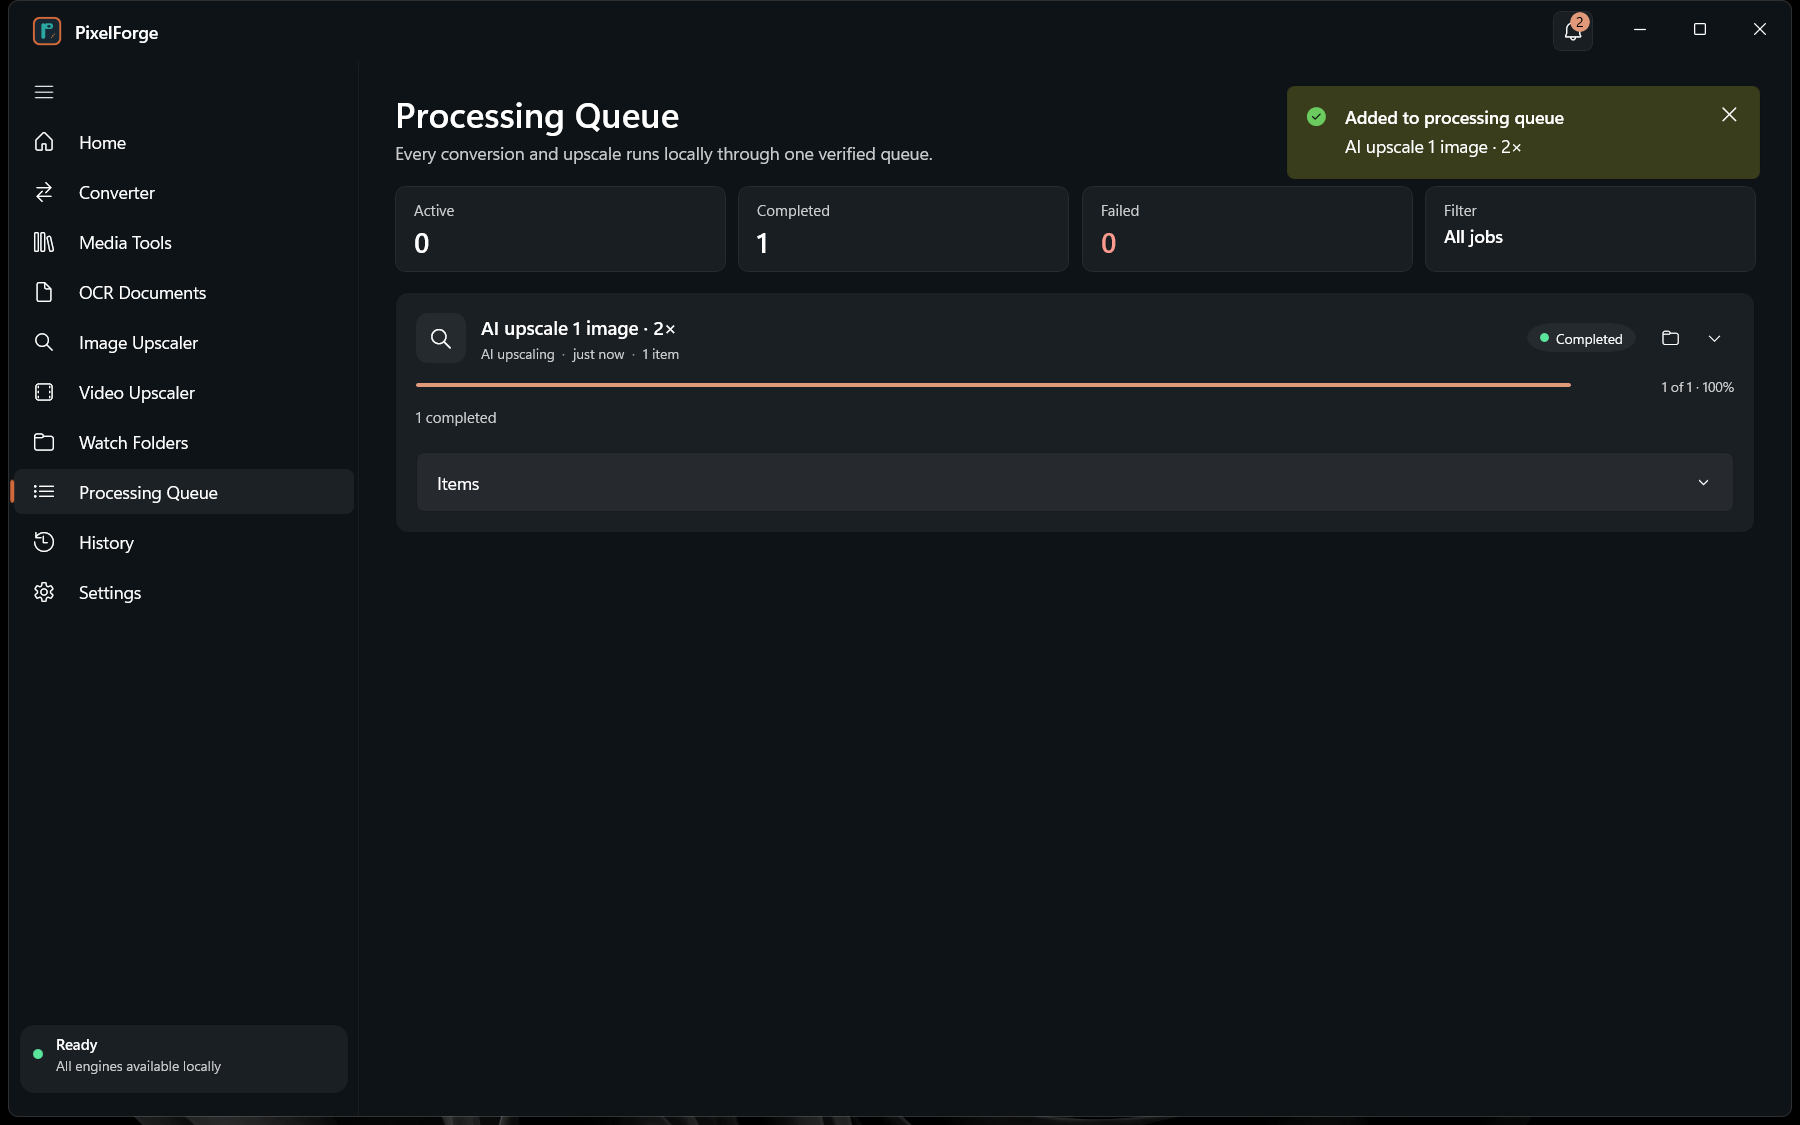 PixelForge
2
Home
Converter
Media Tools
OCR Documents
Image Upscaler
Video Upscaler
Watch Folders
Processing Queue
History
Settings
Ready
All engines available locally
Processing Queue
Every conversion and upscale runs locally through one verified queue.
Added to processing queue
AI upscale 1 image · 2×
Active
0
Completed
1
Failed
0
Filter
All jobs
AI upscale 1 image · 2×
AI upscaling · just now · 1 item
Completed
1 of 1 · 100%
1 completed
Items